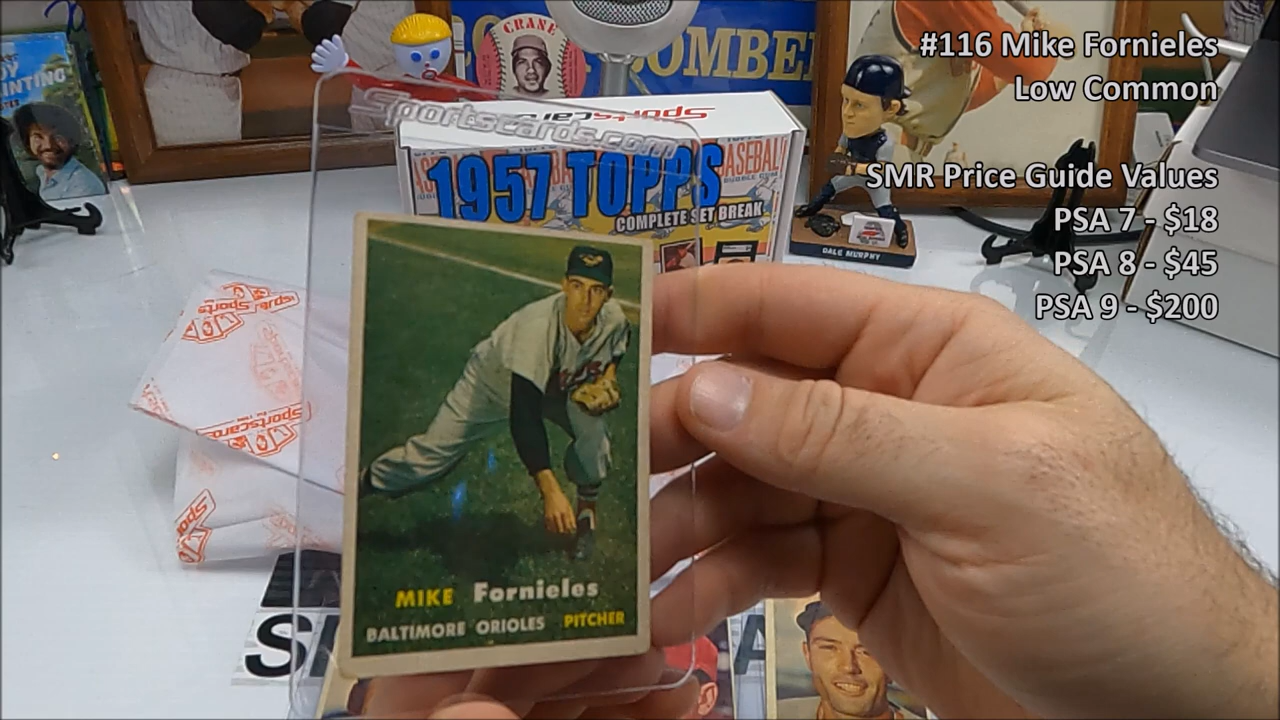 #116 Mike Fornieles
Low Common
SMR Price Guide Values
PSA 7 - $18
PSA 8 - $45
PSA 9 - $200
CRANE
OMBER
Sportscards.com
1957 TOPPS
BASEBALL
COMPLETE SET BREAK
DALE MURPHY
MIKE Fornieles
BALTIMORE ORIOLES PITCHER